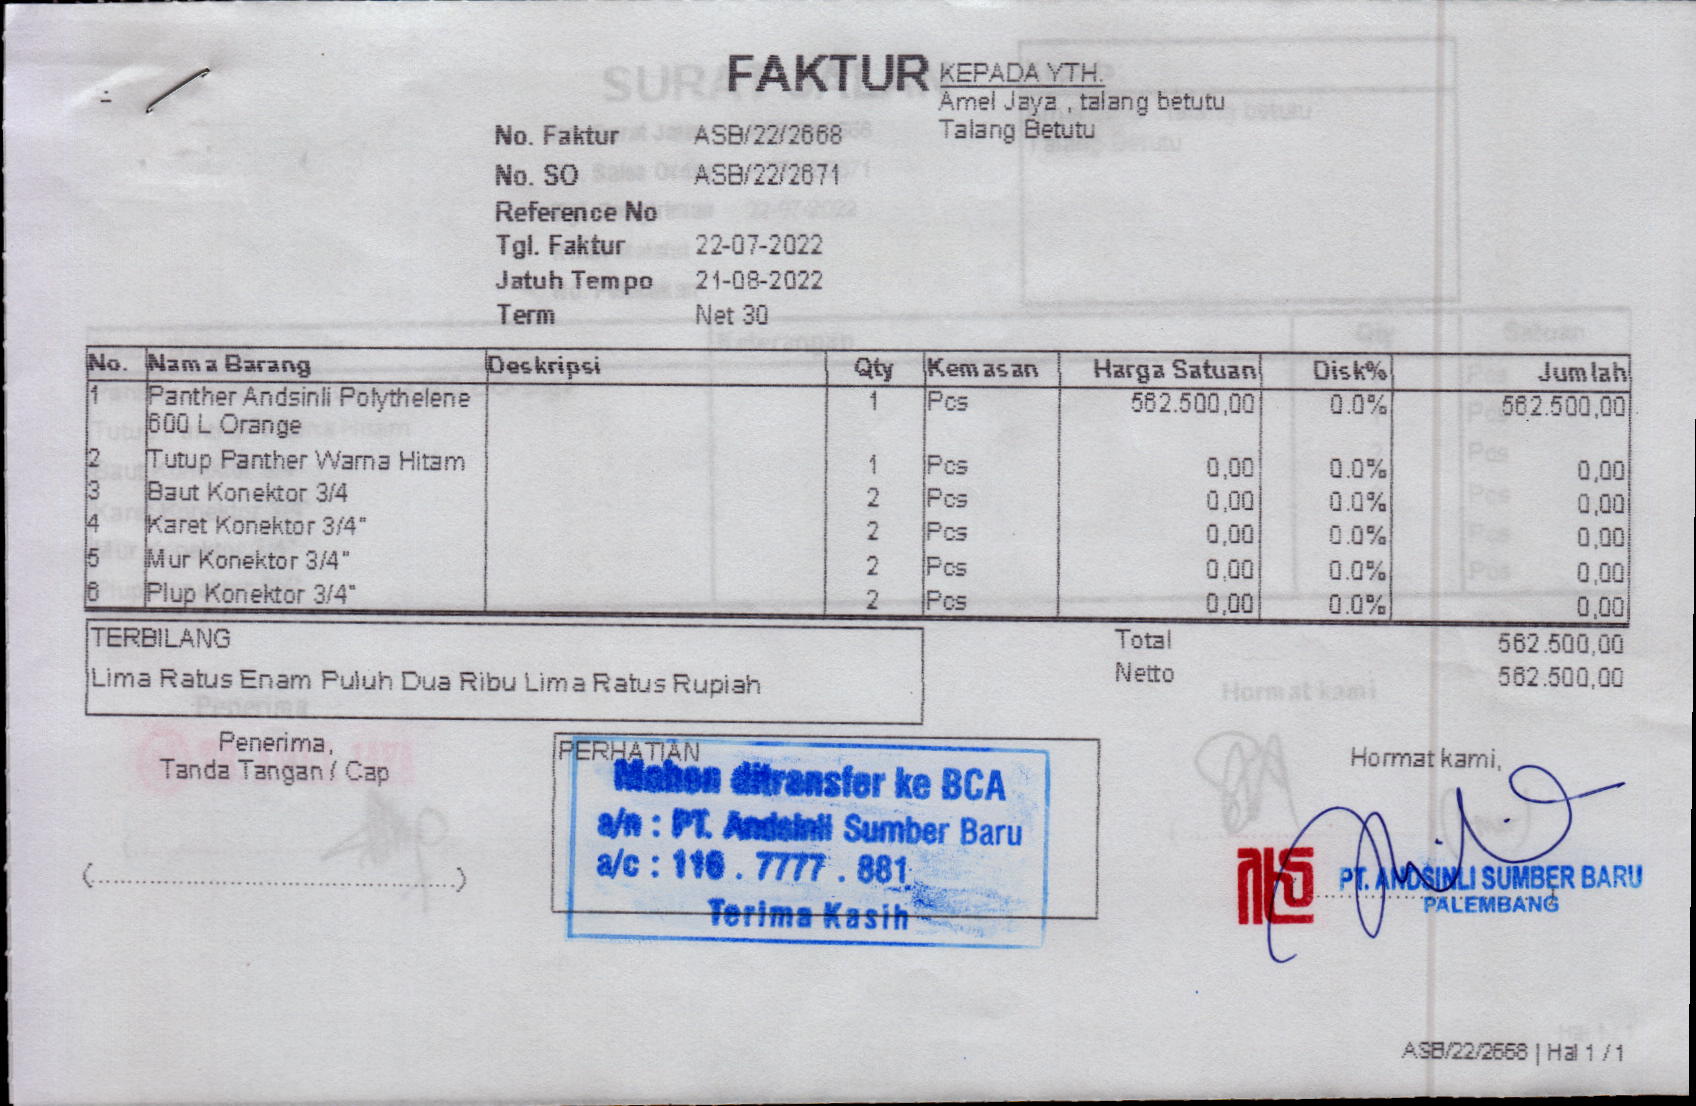 FAKTUR
KEPADA YTH.
Amel Jaya , talang betutu
Talang Betutu
No. Faktur ASB/22/2668
No. SO ASB/22/2671
Reference No
Tgl. Faktur 22-07-2022
Jatuh Tempo 21-08-2022
Term Net 30
No. Nama Barang Deskripsi Qty Kemasan Harga Satuan Disk% Jumlah
1 Panther Andsinli Polythelene 1 Pcs 562.500,00 0.0% 562.500,00
600 L Orange
2 Tutup Panther Warna Hitam 1 Pcs 0,00 0.0% 0,00
3 Baut Konektor 3/4 2 Pcs 0,00 0.0% 0,00
4 Karet Konektor 3/4" 2 Pcs 0,00 0.0% 0,00
5 Mur Konektor 3/4" 2 Pcs 0,00 0.0% 0,00
6 Plup Konektor 3/4" 2 Pcs 0,00 0.0% 0,00
TERBILANG
Lima Ratus Enam Puluh Dua Ribu Lima Ratus Rupiah
Total 562.500,00
Netto 562.500,00
Penerima,
Tanda Tangan / Cap
(............................................)
PERHATIAN
Mohon ditransfer ke BCA
a/n : PT. Andsinli Sumber Baru
a/c : 116 . 7777 . 881
Terima Kasih
Hormat kami,
PT. ANDSINLI SUMBER BARU
PALEMBANG
ASB/22/2668 | Hal 1 / 1